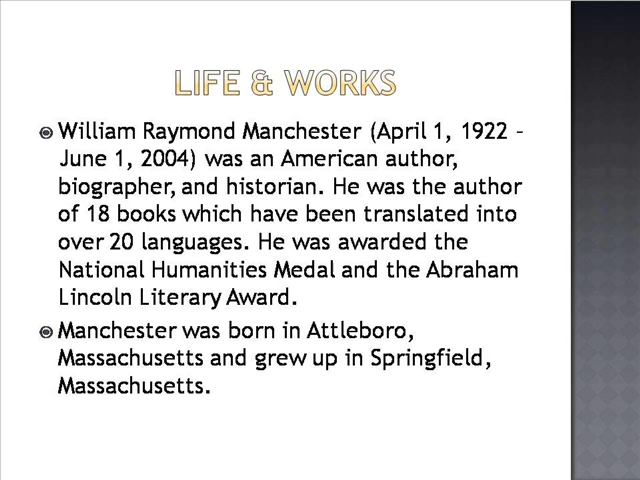 LIFE & WORKS
William Raymond Manchester (April 1, 1922 –
June 1, 2004) was an American author,
biographer, and historian. He was the author
of 18 books which have been translated into
over 20 languages. He was awarded the
National Humanities Medal and the Abraham
Lincoln Literary Award.
Manchester was born in Attleboro,
Massachusetts and grew up in Springfield,
Massachusetts.